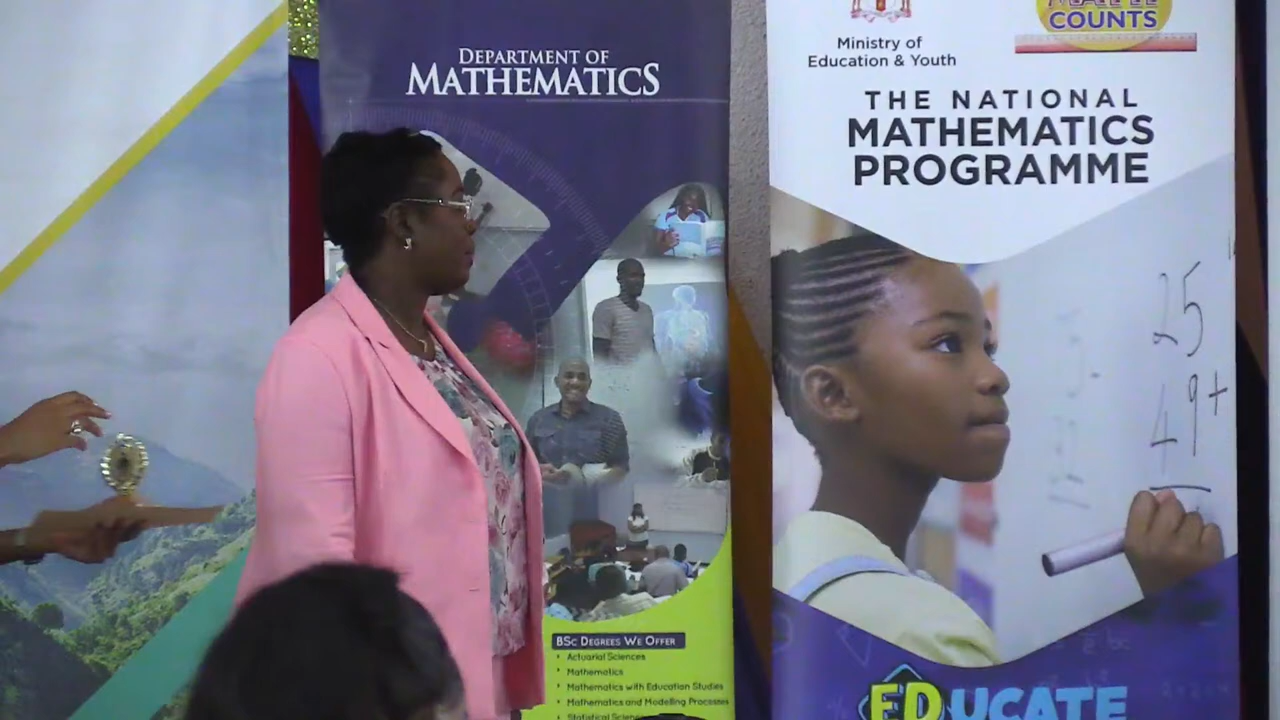 DEPARTMENT OF
MATHEMATICS
BSC DEGREES WE OFFER
• Actuarial Sciences
• Mathematics
• Mathematics with Education Studies
• Mathematics and Modelling Processes
COUNTS
Ministry of
Education & Youth
THE NATIONAL
MATHEMATICS
PROGRAMME
25
49+
EDUCATE